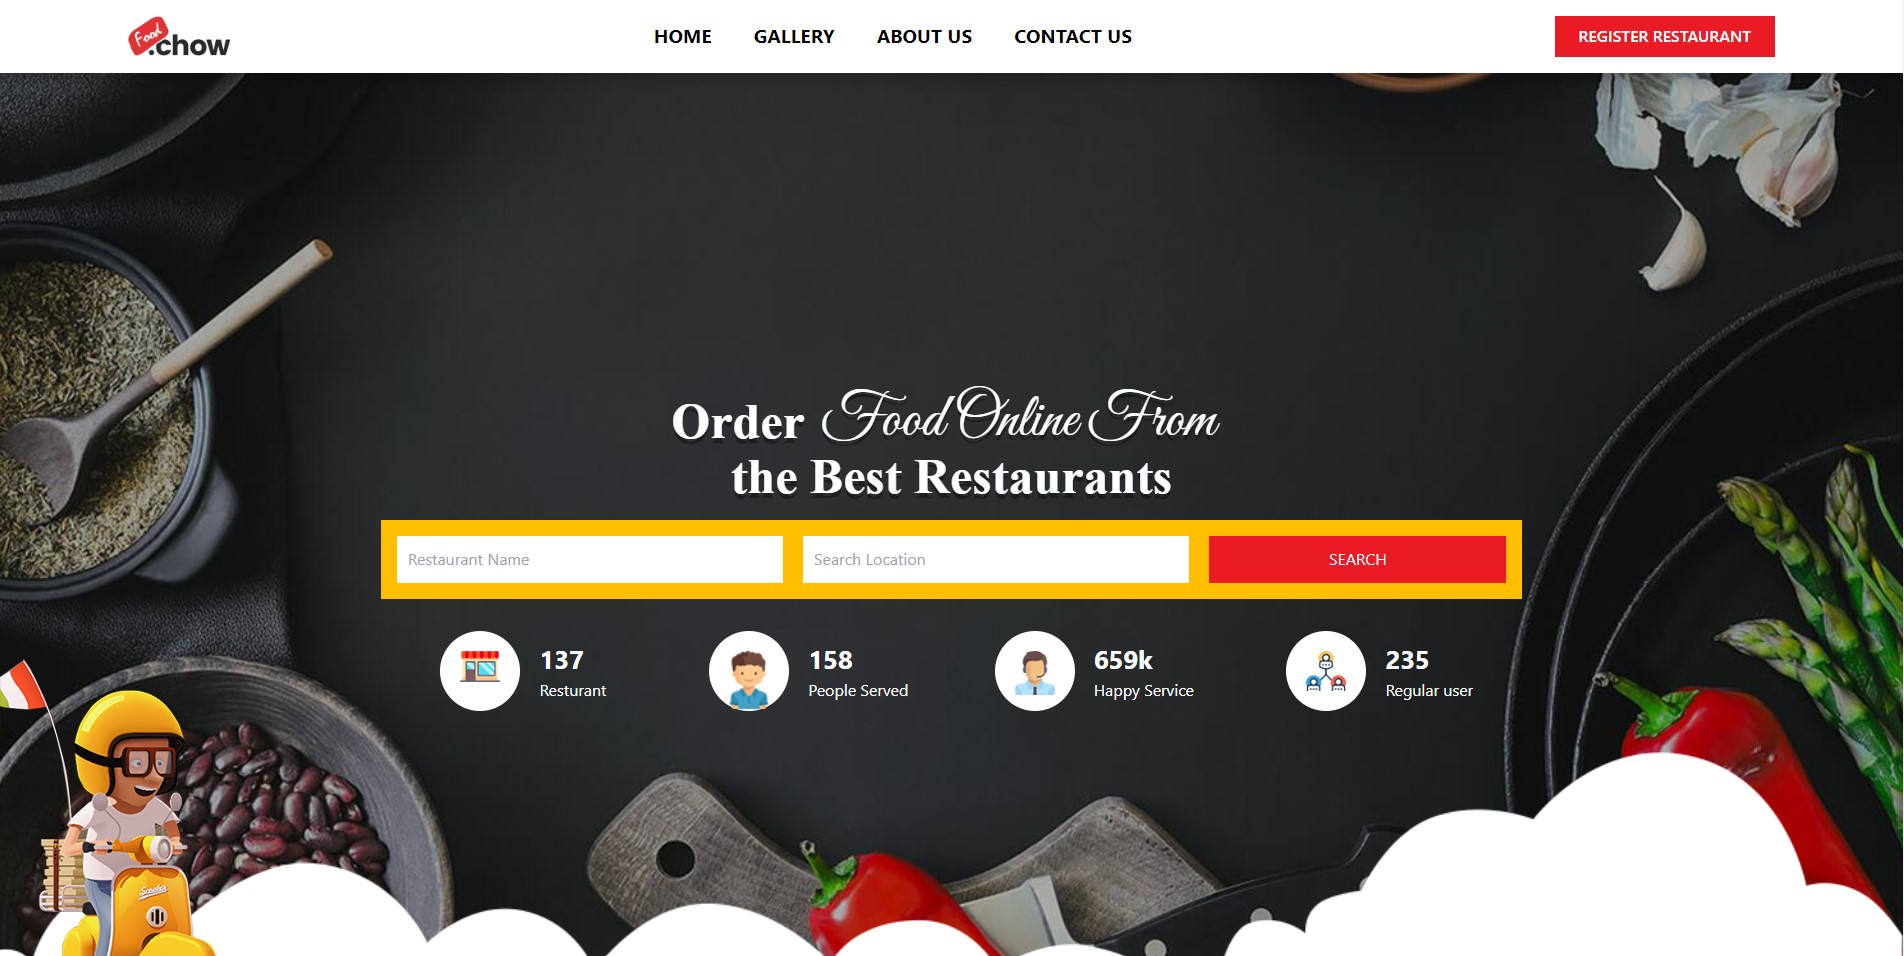 Food
.chow
HOME GALLERY ABOUT US CONTACT US
REGISTER RESTAURANT
Order Food Online From
the Best Restaurants
Restaurant Name
Search Location
SEARCH
137
Resturant
158
People Served
659k
Happy Service
235
Regular user
Scooter